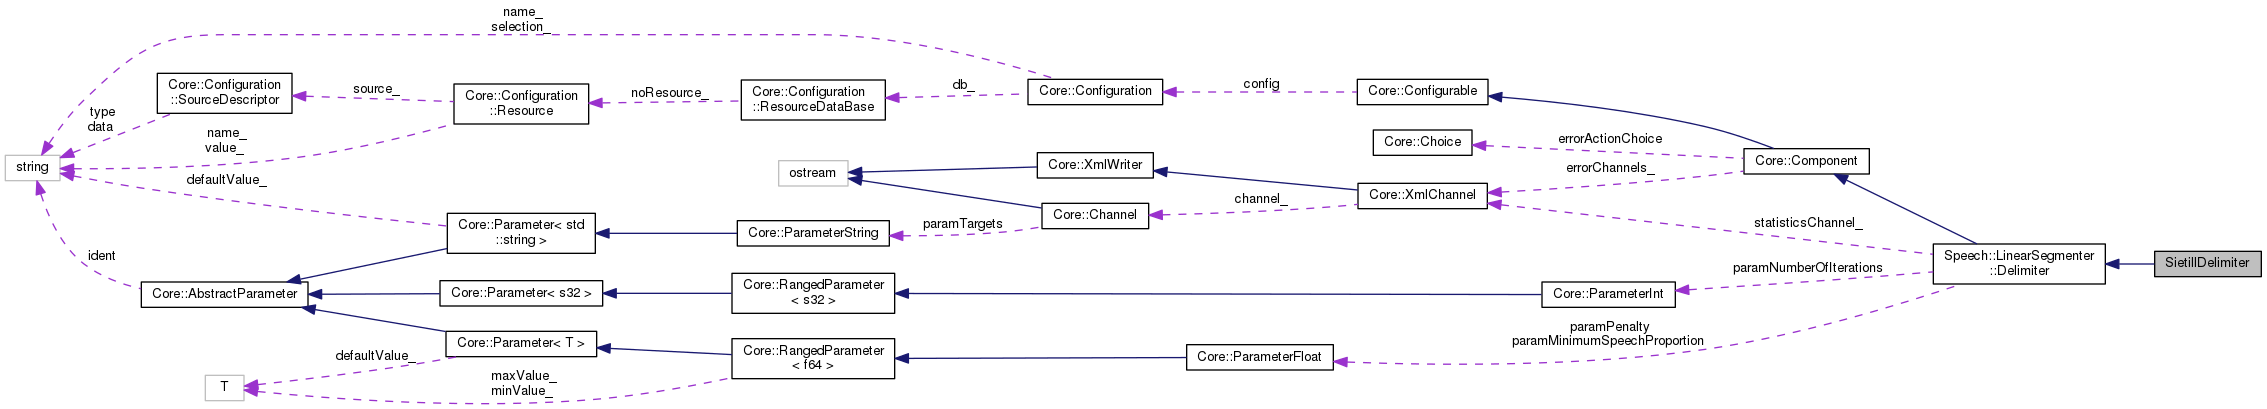 name_
selection_
Core::Configuration
::SourceDescriptor
source_
Core::Configuration
::Resource
noResource_
Core::Configuration
::ResourceDataBase
db_
Core::Configuration
config
Core::Configurable
type
data
name_
value_
string
defaultValue_
ident
ostream
Core::XmlWriter
Core::Choice
errorActionChoice
Core::Component
errorChannels_
Core::XmlChannel
channel_
Core::Channel
paramTargets
Core::ParameterString
Core::Parameter< std
::string >
statisticsChannel_
Speech::LinearSegmenter
::Delimiter
SietillDelimiter
paramNumberOfIterations
Core::AbstractParameter
Core::Parameter< s32 >
Core::RangedParameter
< s32 >
Core::ParameterInt
paramPenalty
paramMinimumSpeechProportion
Core::Parameter< T >
defaultValue_
Core::RangedParameter
< f64 >
Core::ParameterFloat
T
maxValue_
minValue_